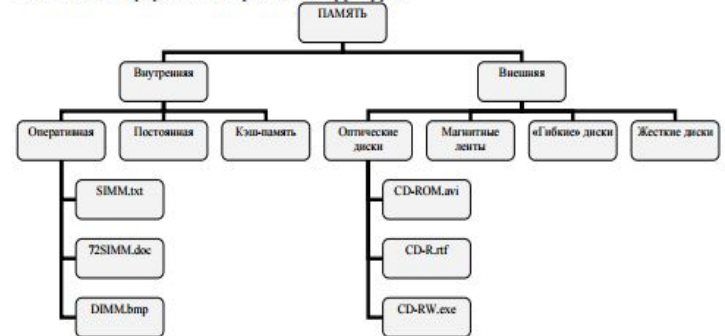 ПАМЯТЬ
Внутренняя
Внешняя
Оперативная
Постоянная
Кэш-память
Оптические
диски
Магнитные
ленты
«Гибкие» диски
Жесткие диски
SIMM.txt
CD-ROM.avi
72SIMM.doc
CD-R.rtf
DIMM.bmp
CD-RW.exe